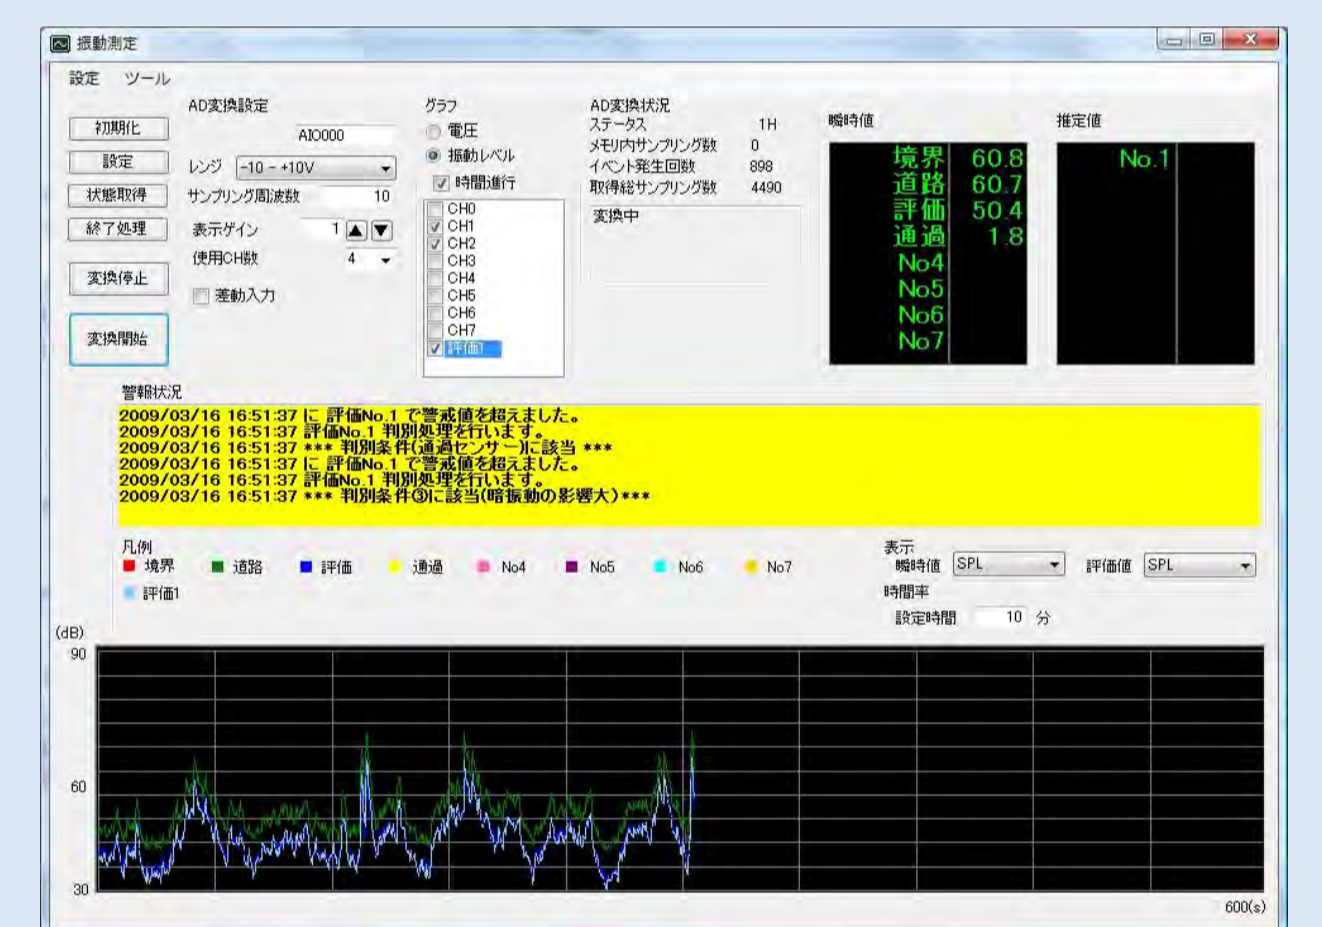 振動測定
設定 ツール
初期化
設定
状態取得
終了処理
変換停止
変換開始
AD変換設定
AIO000
レンジ -10 - +10V
サンプリング周波数 10
表示ゲイン 1 ▲ ▼
使用CH数 4
差動入力
グラフ
電圧
振動レベル
時間進行
CH0
CH1
CH2
CH3
CH4
CH5
CH6
CH7
評価1
AD変換状況
ステータス 1H
メモリ内サンプリング数 0
イベント発生回数 898
取得総サンプリング数 4490
変換中
瞬時値
境界 60.8
道路 60.7
評価 50.4
通過 1.8
No4
No5
No6
No7
推定値
No.1
警報状況
2009/03/16 16:51:37 に 評価No.1 で警戒値を超えました。
2009/03/16 16:51:37 評価No.1 判別処理を行います。
2009/03/16 16:51:37 *** 判別条件(通過センサー)に該当 ***
2009/03/16 16:51:37 に 評価No.1 で警戒値を超えました。
2009/03/16 16:51:37 評価No.1 判別処理を行います。
2009/03/16 16:51:37 *** 判別条件③に該当(暗振動の影響大)***
凡例
境界 道路 評価 通過 No4 No5 No6 No7
評価1
表示
瞬時値 SPL 評価値 SPL
時間率
設定時間 10 分
(dB)
90
60
30
600(s)